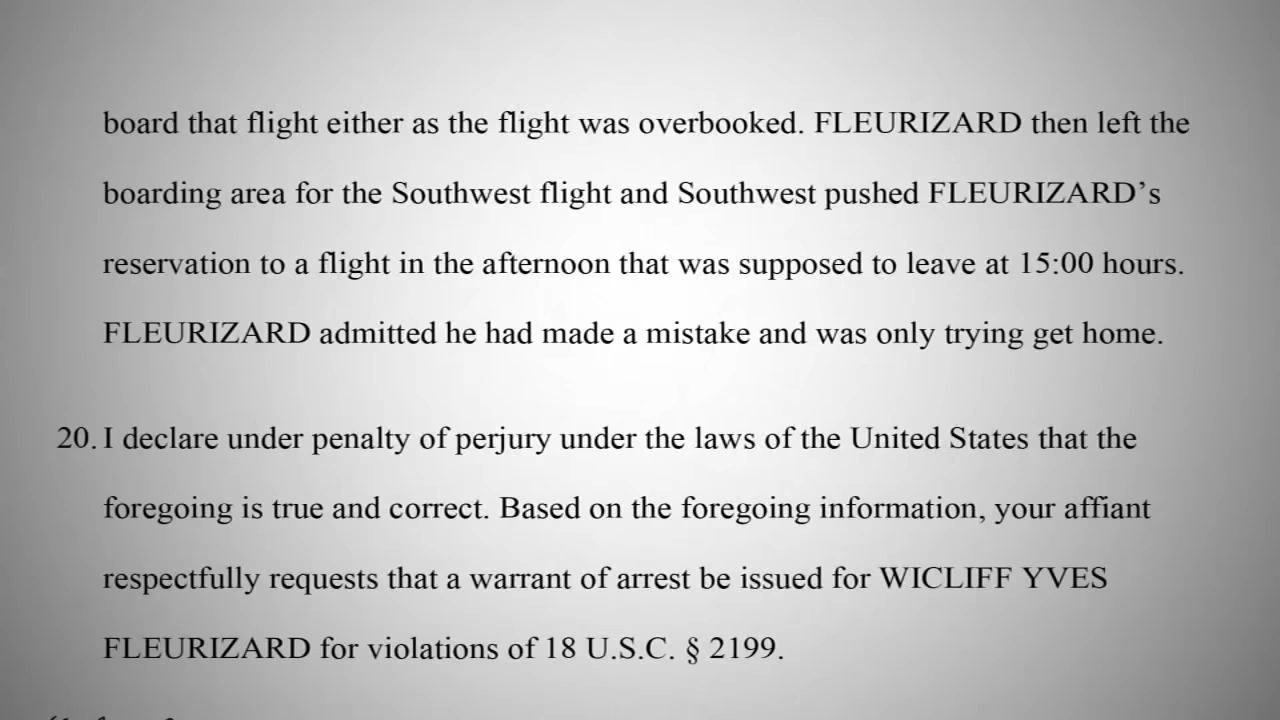 board that flight either as the flight was overbooked. FLEURIZARD then left the
boarding area for the Southwest flight and Southwest pushed FLEURIZARD’s
reservation to a flight in the afternoon that was supposed to leave at 15:00 hours.
FLEURIZARD admitted he had made a mistake and was only trying get home.
20. I declare under penalty of perjury under the laws of the United States that the
foregoing is true and correct. Based on the foregoing information, your affiant
respectfully requests that a warrant of arrest be issued for WICLIFF YVES
FLEURIZARD for violations of 18 U.S.C. § 2199.